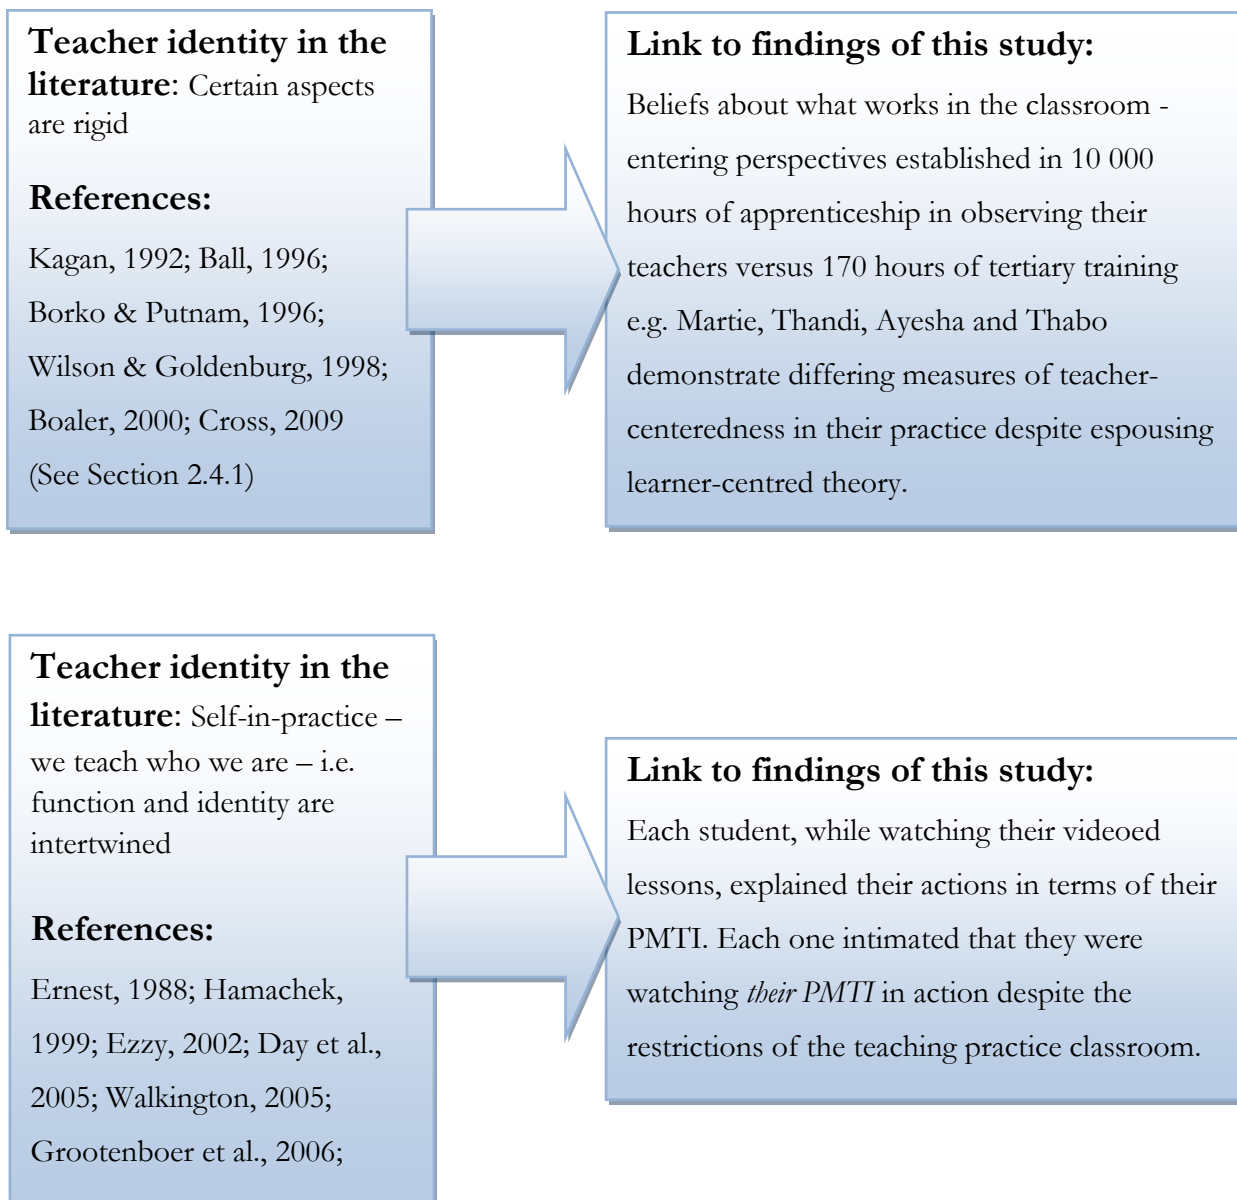 Teacher identity in the
literature: Certain aspects
are rigid
References:
Kagan, 1992; Ball, 1996;
Borko & Putnam, 1996;
Wilson & Goldenburg, 1998;
Boaler, 2000; Cross, 2009
(See Section 2.4.1)
Link to findings of this study:
Beliefs about what works in the classroom -
entering perspectives established in 10 000
hours of apprenticeship in observing their
teachers versus 170 hours of tertiary training
e.g. Martie, Thandi, Ayesha and Thabo
demonstrate differing measures of teacher-
centeredness in their practice despite espousing
learner-centred theory.
Teacher identity in the
literature: Self-in-practice –
we teach who we are – i.e.
function and identity are
intertwined
References:
Ernest, 1988; Hamachek,
1999; Ezzy, 2002; Day et al.,
2005; Walkington, 2005;
Grootenboer et al., 2006;
Link to findings of this study:
Each student, while watching their videoed
lessons, explained their actions in terms of their
PMTI. Each one intimated that they were
watching their PMTI in action despite the
restrictions of the teaching practice classroom.